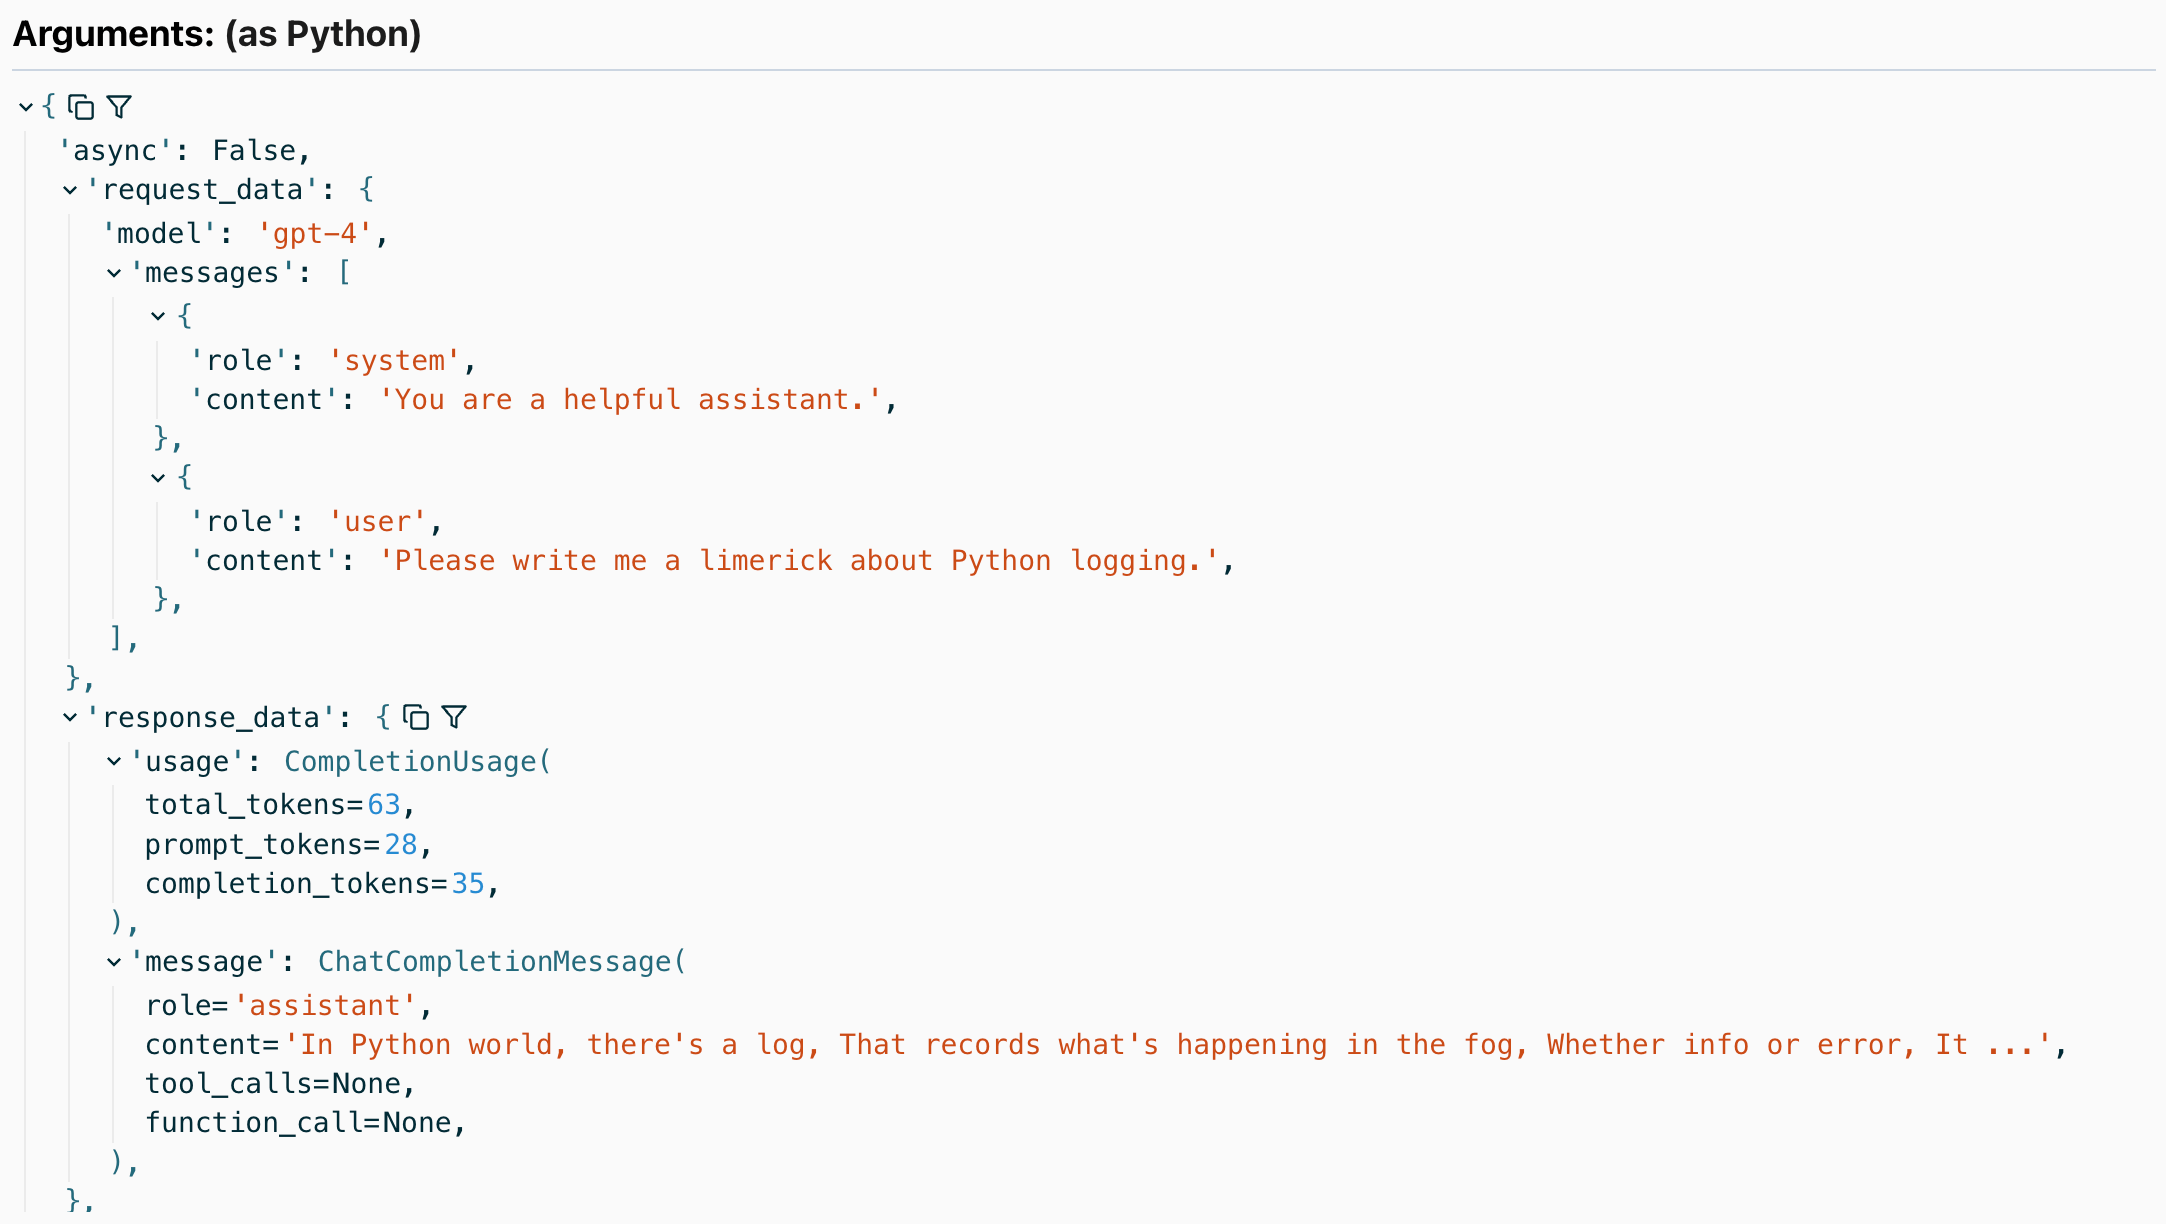 Arguments: (as Python)
{
'async': False,
'request_data': {
'model': 'gpt-4',
'messages': [
{
'role': 'system',
'content': 'You are a helpful assistant.',
},
{
'role': 'user',
'content': 'Please write me a limerick about Python logging.',
},
],
},
'response_data': {
'usage': CompletionUsage(
total_tokens=63,
prompt_tokens=28,
completion_tokens=35,
),
'message': ChatCompletionMessage(
role='assistant',
content='In Python world, there's a log, That records what's happening in the fog, Whether info or error, It ...',
tool_calls=None,
function_call=None,
),
},